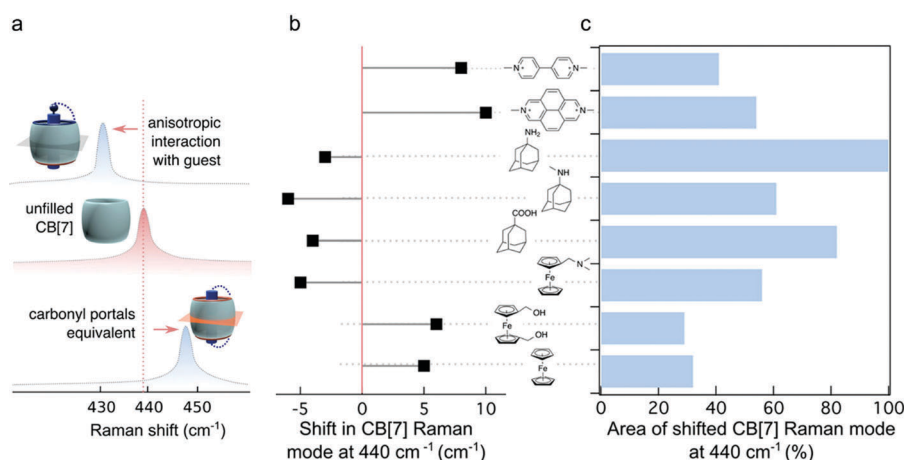 a
b
c
anisotropic
interaction
with guest
unfilled
CB[7]
carbonyl portals
equivalent
430 440 450
Raman shift (cm⁻¹)
N⁺
N⁺
N⁺
N⁺
NH₂
NH
COOH
Fe
N
OH
Fe
OH
Fe
-5 0 5 10
Shift in CB[7] Raman
mode at 440 cm⁻¹ (cm⁻¹)
0 20 40 60 80 100
Area of shifted CB[7] Raman mode
at 440 cm⁻¹ (%)